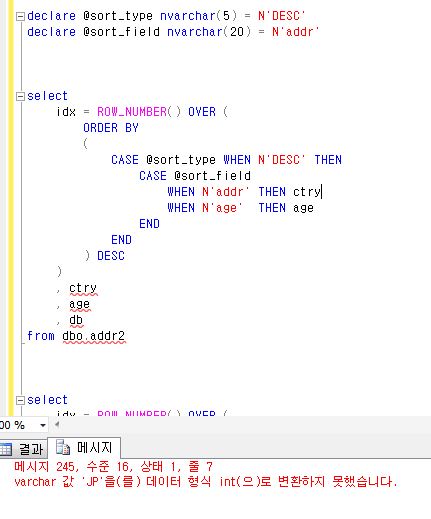 declare @sort_type nvarchar(5) = N'DESC'
declare @sort_field nvarchar(20) = N'addr'
select
idx = ROW_NUMBER() OVER (
ORDER BY
(
CASE @sort_type WHEN N'DESC' THEN
CASE @sort_field
WHEN N'addr' THEN ctry
WHEN N'age' THEN age
END
END
) DESC
)
, ctry
, age
, db
from dbo.addr2
select
idx = ROW_NUMBER() OVER (
00 %
결과 메시지
메시지 245, 수준 16, 상태 1, 줄 7
varchar 값 'JP'을(를) 데이터 형식 int(으)로 변환하지 못했습니다.